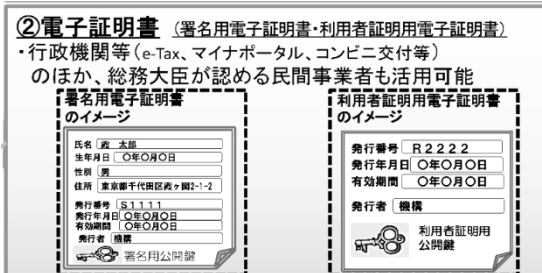 ②電子証明書 (署名用電子証明書・利用者証明用電子証明書)
・行政機関等(e-Tax、マイナポータル、コンビニ交付等)
のほか、総務大臣が認める民間事業者も活用可能
署名用電子証明書
のイメージ
氏名 霞 太郎
生年月日 〇年〇月〇日
性別 男
住所 東京都千代田区霞ヶ関2-1-2
発行番号 S1111
発行年月日 〇年〇月〇日
有効期間 〇年〇月〇日
発行者 機構
署名用公開鍵
利用者証明用電子証明書
のイメージ
発行番号 R2222
発行年月日 〇年〇月〇日
有効期間 〇年〇月〇日
発行者 機構
利用者証明用
公開鍵